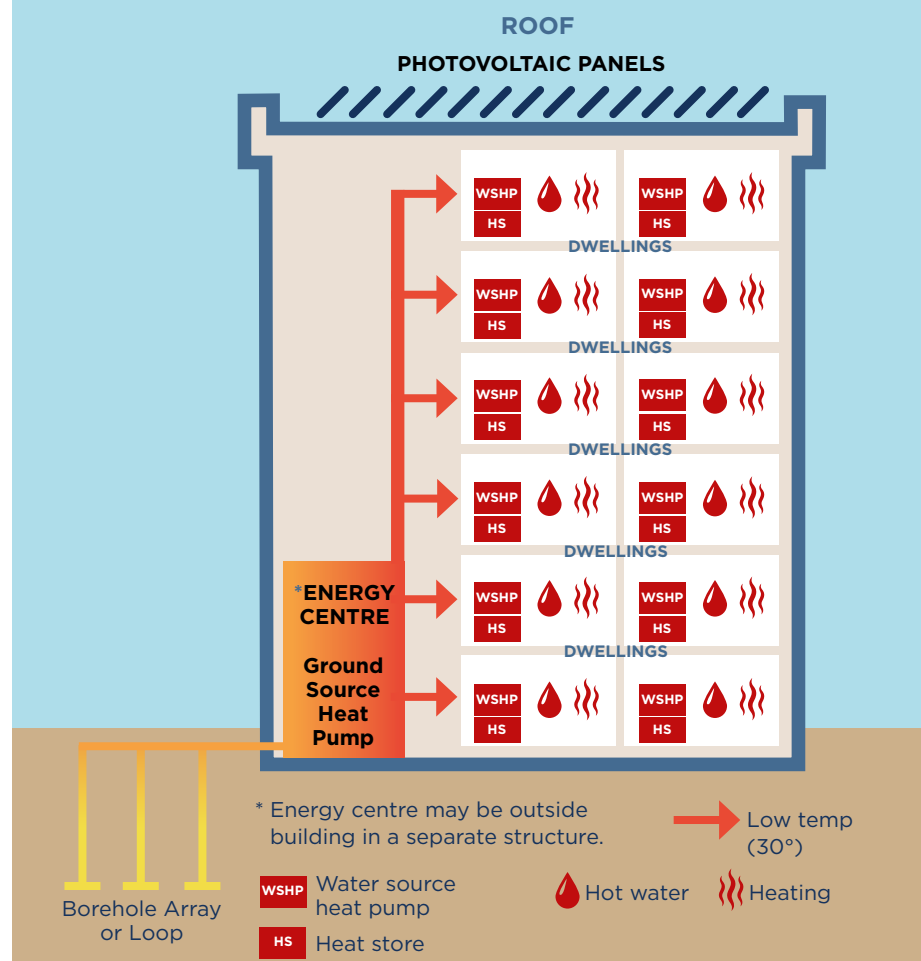 ROOF
PHOTOVOLTAIC PANELS
WSHP
HS
WSHP
HS
DWELLINGS
WSHP
HS
WSHP
HS
DWELLINGS
WSHP
HS
WSHP
HS
DWELLINGS
WSHP
HS
WSHP
HS
DWELLINGS
WSHP
HS
WSHP
HS
DWELLINGS
WSHP
HS
WSHP
HS
*ENERGY
CENTRE
Ground
Source
Heat
Pump
* Energy centre may be outside
building in a separate structure.
Low temp
(30°)
WSHP
Water source
heat pump
Hot water
Heating
HS
Heat store
Borehole Array
or Loop